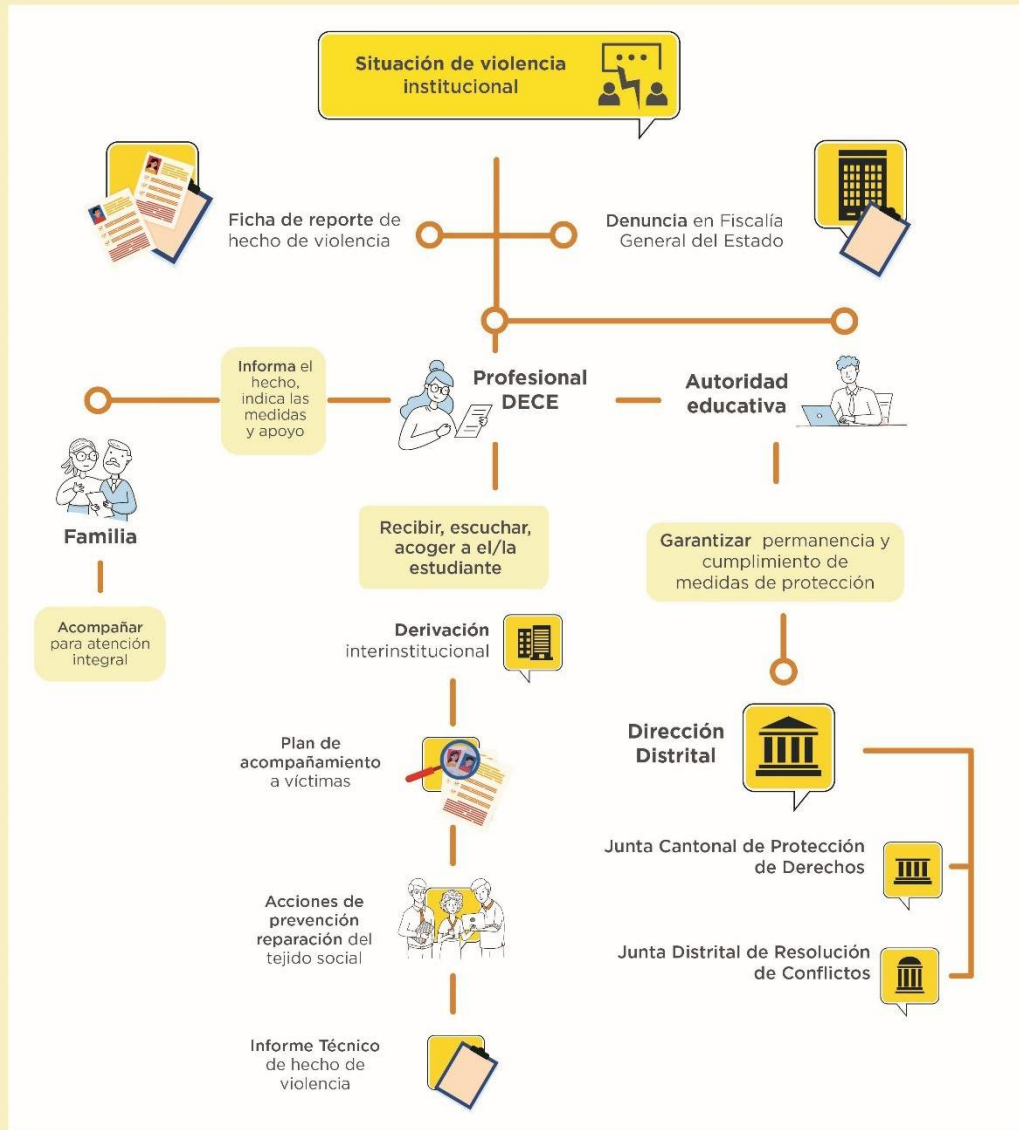 Situación de violencia
institucional
Ficha de reporte de
hecho de violencia
Denuncia en Fiscalía
General del Estado
Informa el
hecho,
indica las
medidas
y apoyo
Profesional
DECE
Autoridad
educativa
Familia
Acompañar
para atención
integral
Recibir, escuchar,
acoger a el/la
estudiante
Garantizar permanencia y
cumplimiento de
medidas de protección
Derivación
interinstitucional
Plan de
acompañamiento
a víctimas
Acciones de
prevención
reparación del
tejido social
Informe Técnico
de hecho de
violencia
Dirección
Distrital
Junta Cantonal de Protección
de Derechos
Junta Distrital de Resolución
de Conflictos